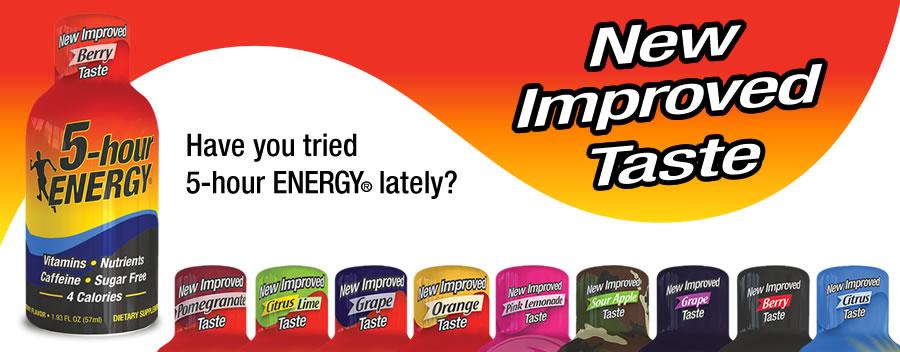 New Improved
Berry
Taste
5-hour
ENERGY®
Vitamins • Nutrients
Caffeine • Sugar Free
4 Calories
FLAVOR • 1.93 FL OZ (57ml) DIETARY SUPPLEMENT
Have you tried
5-hour ENERGY® lately?
New
Improved
Taste
New Improved
Pomegranate
Taste
New Improved
Citrus Lime
Taste
New Improved
Grape
Taste
New Improved
Orange
Taste
New Improved
Pink Lemonade
Taste
New Improved
Sour Apple
Taste
New Improved
Grape
Taste
New Improved
Berry
Taste
New Improved
Citrus
Taste